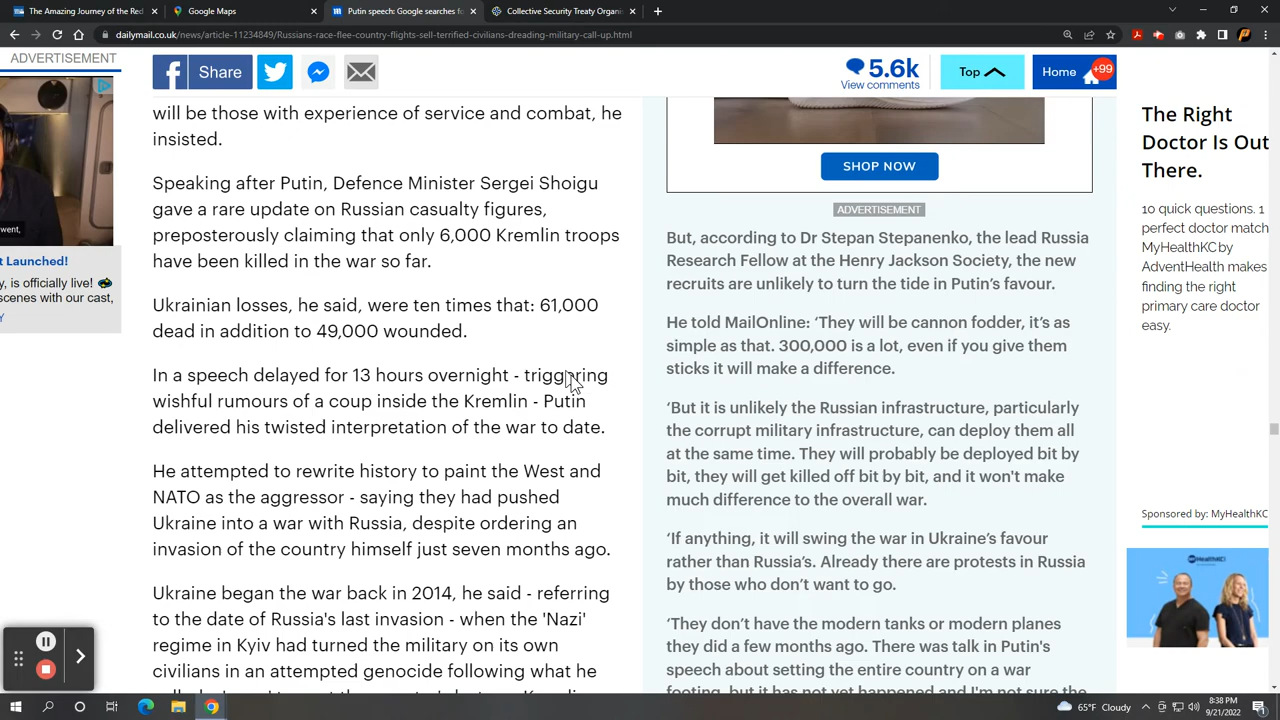 The Amazing Journey of the Red
Google Maps
Putin speech: Google searches fo
Collective Security Treaty Organis
dailymail.co.uk/news/article-11234849/Russians-race-flee-country-flights-sell-terrified-civilians-dreading-military-call-up.html
ADVERTISEMENT
Share
5.6k
View comments
Top
Home
+99
went,
t Launched!
, is officially live!
scenes with our cast,
Y
will be those with experience of service and combat, he
insisted.
Speaking after Putin, Defence Minister Sergei Shoigu
gave a rare update on Russian casualty figures,
preposterously claiming that only 6,000 Kremlin troops
have been killed in the war so far.
Ukrainian losses, he said, were ten times that: 61,000
dead in addition to 49,000 wounded.
In a speech delayed for 13 hours overnight - triggering
wishful rumours of a coup inside the Kremlin - Putin
delivered his twisted interpretation of the war to date.
He attempted to rewrite history to paint the West and
NATO as the aggressor - saying they had pushed
Ukraine into a war with Russia, despite ordering an
invasion of the country himself just seven months ago.
Ukraine began the war back in 2014, he said - referring
to the date of Russia's last invasion - when the 'Nazi'
regime in Kyiv had turned the military on its own
civilians in an attempted genocide following what he
SHOP NOW
ADVERTISEMENT
But, according to Dr Stepan Stepanenko, the lead Russia
Research Fellow at the Henry Jackson Society, the new
recruits are unlikely to turn the tide in Putin’s favour.
He told MailOnline: ‘They will be cannon fodder, it’s as
simple as that. 300,000 is a lot, even if you give them
sticks it will make a difference.
‘But it is unlikely the Russian infrastructure, particularly
the corrupt military infrastructure, can deploy them all
at the same time. They will probably be deployed bit by
bit, they will get killed off bit by bit, and it won't make
much difference to the overall war.
‘If anything, it will swing the war in Ukraine’s favour
rather than Russia’s. Already there are protests in Russia
by those who don’t want to go.
‘They don’t have the modern tanks or modern planes
they did a few months ago. There was talk in Putin's
speech about setting the entire country on a war
footing, but it has not yet happened and I'm not sure the
The Right
Doctor Is Out
There.
10 quick questions. 1
perfect doctor match
MyHealthKC by
AdventHealth makes
finding the right
primary care doctor
easy.
Sponsored by: MyHealthKC
65°F Cloudy
8:38 PM
9/21/2022